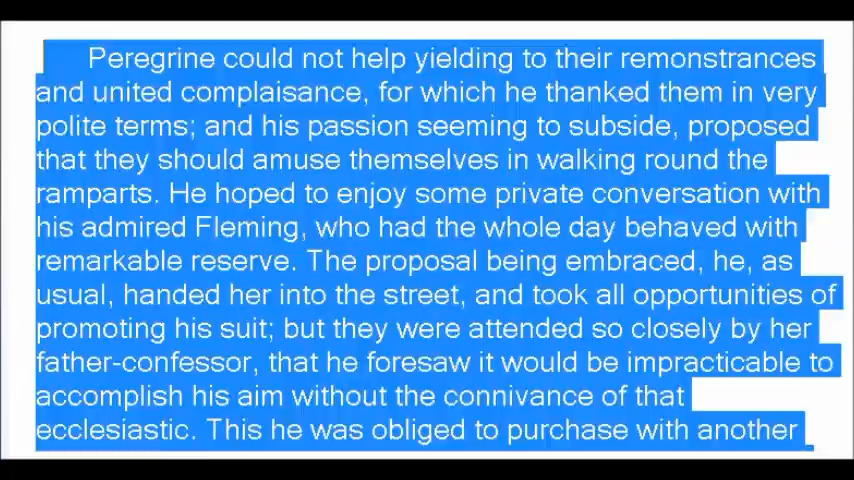 Peregrine could not help yielding to their remonstrances
and united complaisance, for which he thanked them in very
polite terms; and his passion seeming to subside, proposed
that they should amuse themselves in walking round the
ramparts. He hoped to enjoy some private conversation with
his admired Fleming, who had the whole day behaved with
remarkable reserve. The proposal being embraced, he, as
usual, handed her into the street, and took all opportunities of
promoting his suit; but they were attended so closely by her
father-confessor, that he foresaw it would be impracticable to
accomplish his aim without the connivance of that
ecclesiastic. This he was obliged to purchase with another